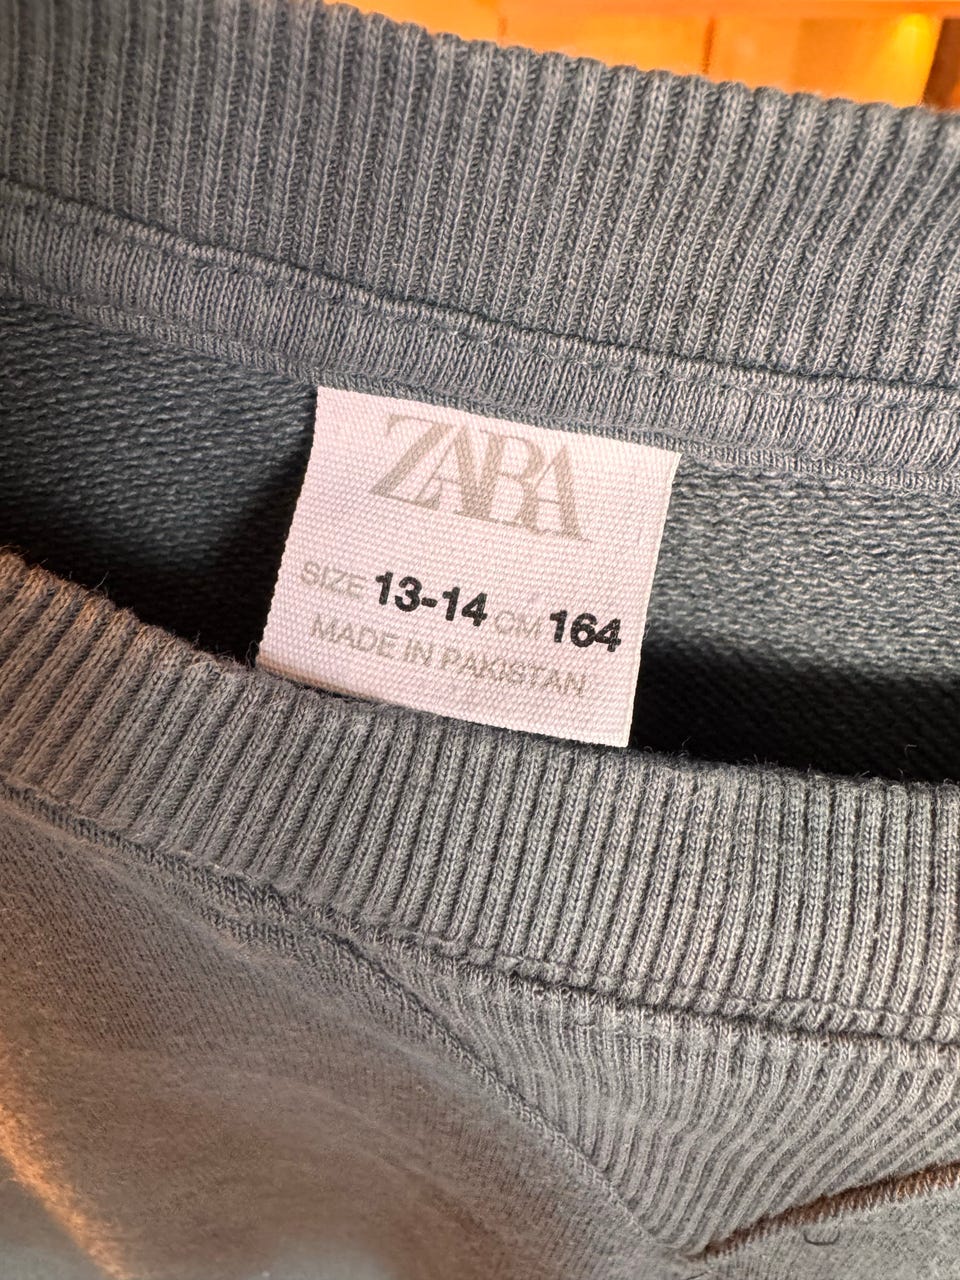 ZARA
SIZE 13-14 CM 164
MADE IN PAKISTAN